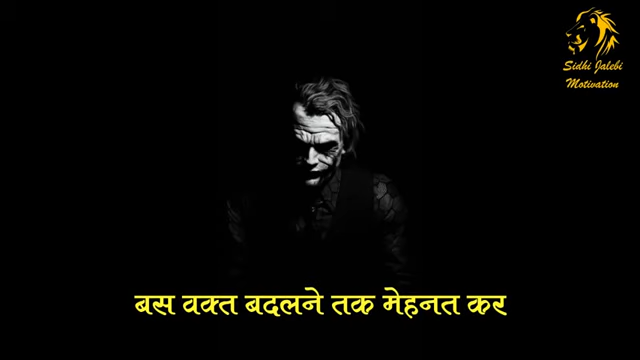 Sidhi Jalebi
Motivation
बस वक्त बदलने तक मेहनत कर